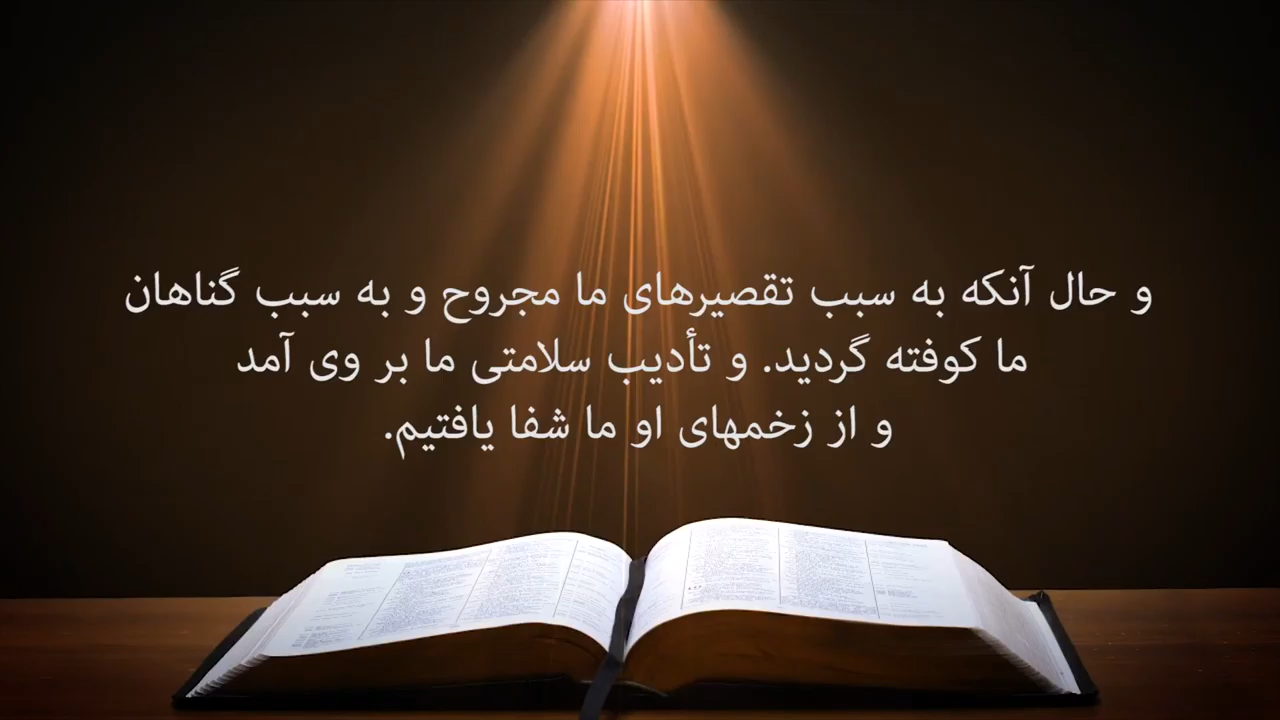 و حال آنکه به سبب تقصیرهای ما مجروح و به سبب گناهان
ما کوفته گردید. و تأدیب سلامتی ما بر وی آمد
و از زخمهای او ما شفا یافتیم.